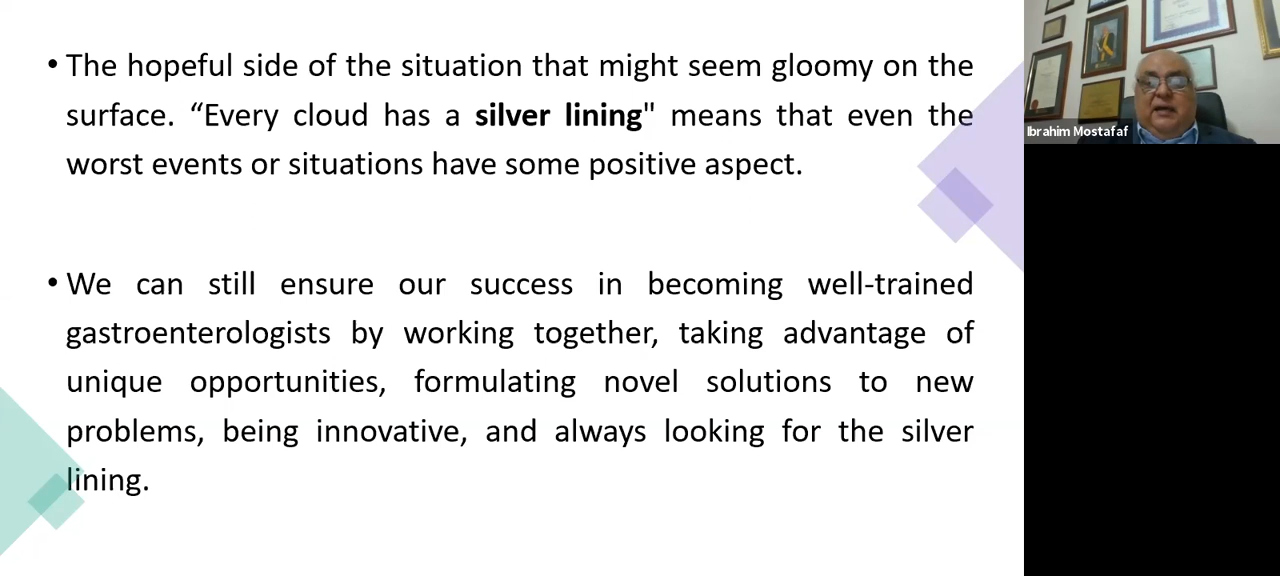 • The hopeful side of the situation that might seem gloomy on the
surface. “Every cloud has a silver lining" means that even the
worst events or situations have some positive aspect.
• We can still ensure our success in becoming well-trained
gastroenterologists by working together, taking advantage of
unique opportunities, formulating novel solutions to new
problems, being innovative, and always looking for the silver
lining.
Ibrahim Mostafaf